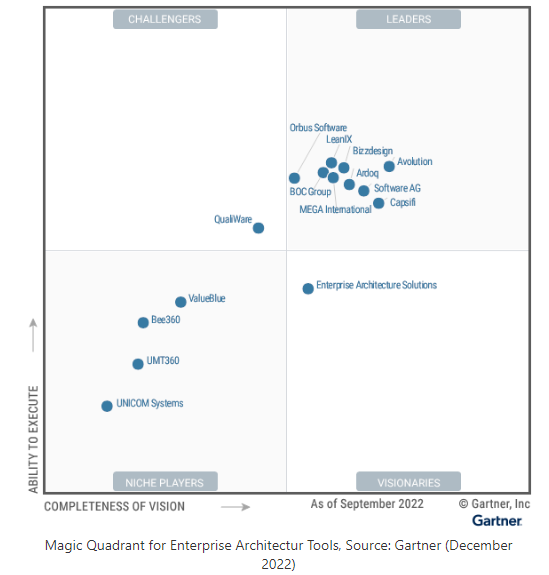 CHALLENGERS
LEADERS
Orbus Software
LeanIX
Bizzdesign
Avolution
Ardoq
BOC Group
Software AG
MEGA International
Capsifi
QualiWare
Enterprise Architecture Solutions
ValueBlue
Bee360
UMT360
UNICOM Systems
ABILITY TO EXECUTE
NICHE PLAYERS
VISIONARIES
COMPLETENESS OF VISION
As of September 2022
© Gartner, Inc
Gartner
Magic Quadrant for Enterprise Architectur Tools, Source: Gartner (December
2022)